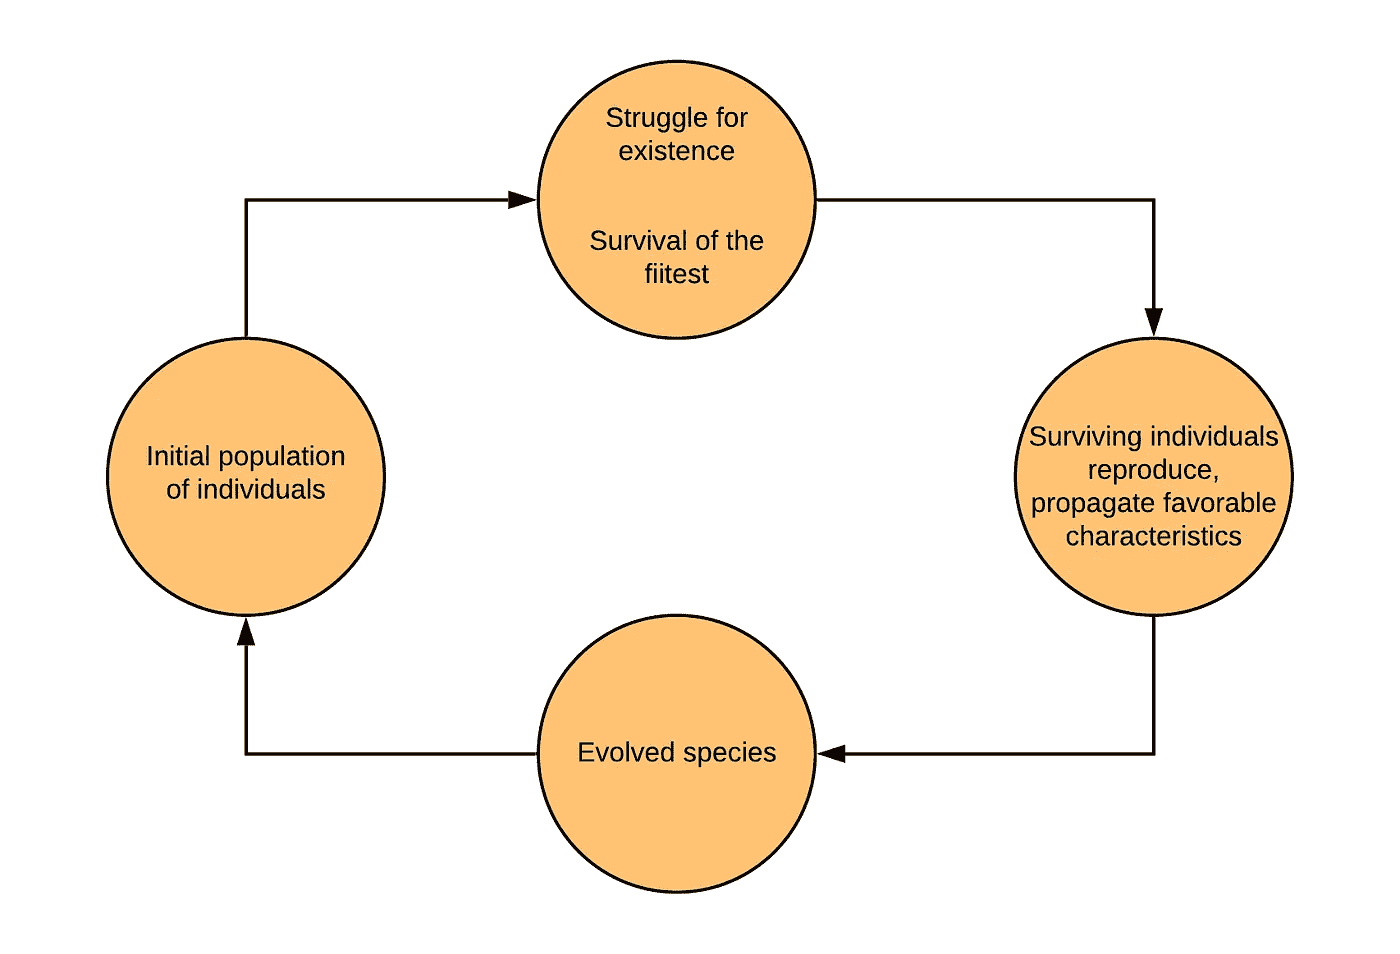 Struggle for
existence
Survival of the
fiitest
Initial population
of individuals
Surviving individuals
reproduce,
propagate favorable
characteristics
Evolved species